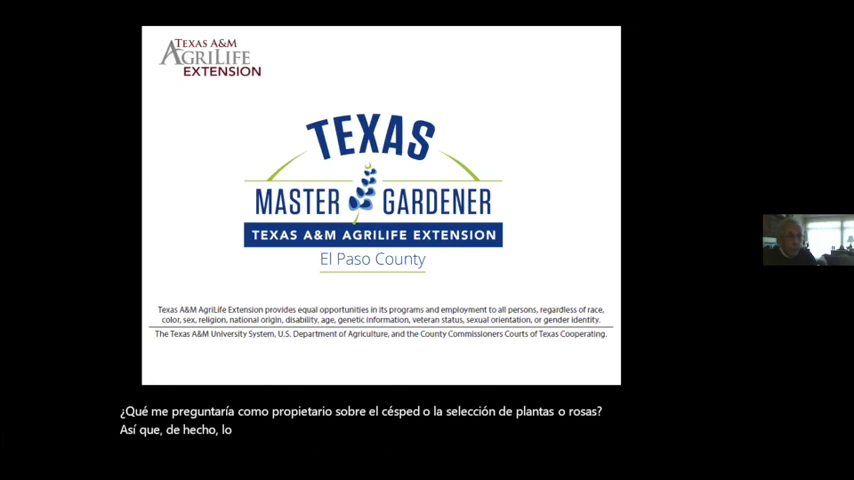 TEXAS A&M
AGRILIFE
EXTENSION
TEXAS
MASTER GARDENER
TEXAS A&M AGRILIFE EXTENSION
El Paso County
Texas A&M AgriLife Extension provides equal opportunities in its programs and employment to all persons, regardless of race,
color, sex, religion, national origin, disability, age, genetic information, veteran status, sexual orientation, or gender identity.
The Texas A&M University System, U.S. Department of Agriculture, and the County Commissioners Courts of Texas Cooperating.
¿Qué me preguntaría como propietario sobre el césped o la selección de plantas o rosas?
Así que, de hecho, lo